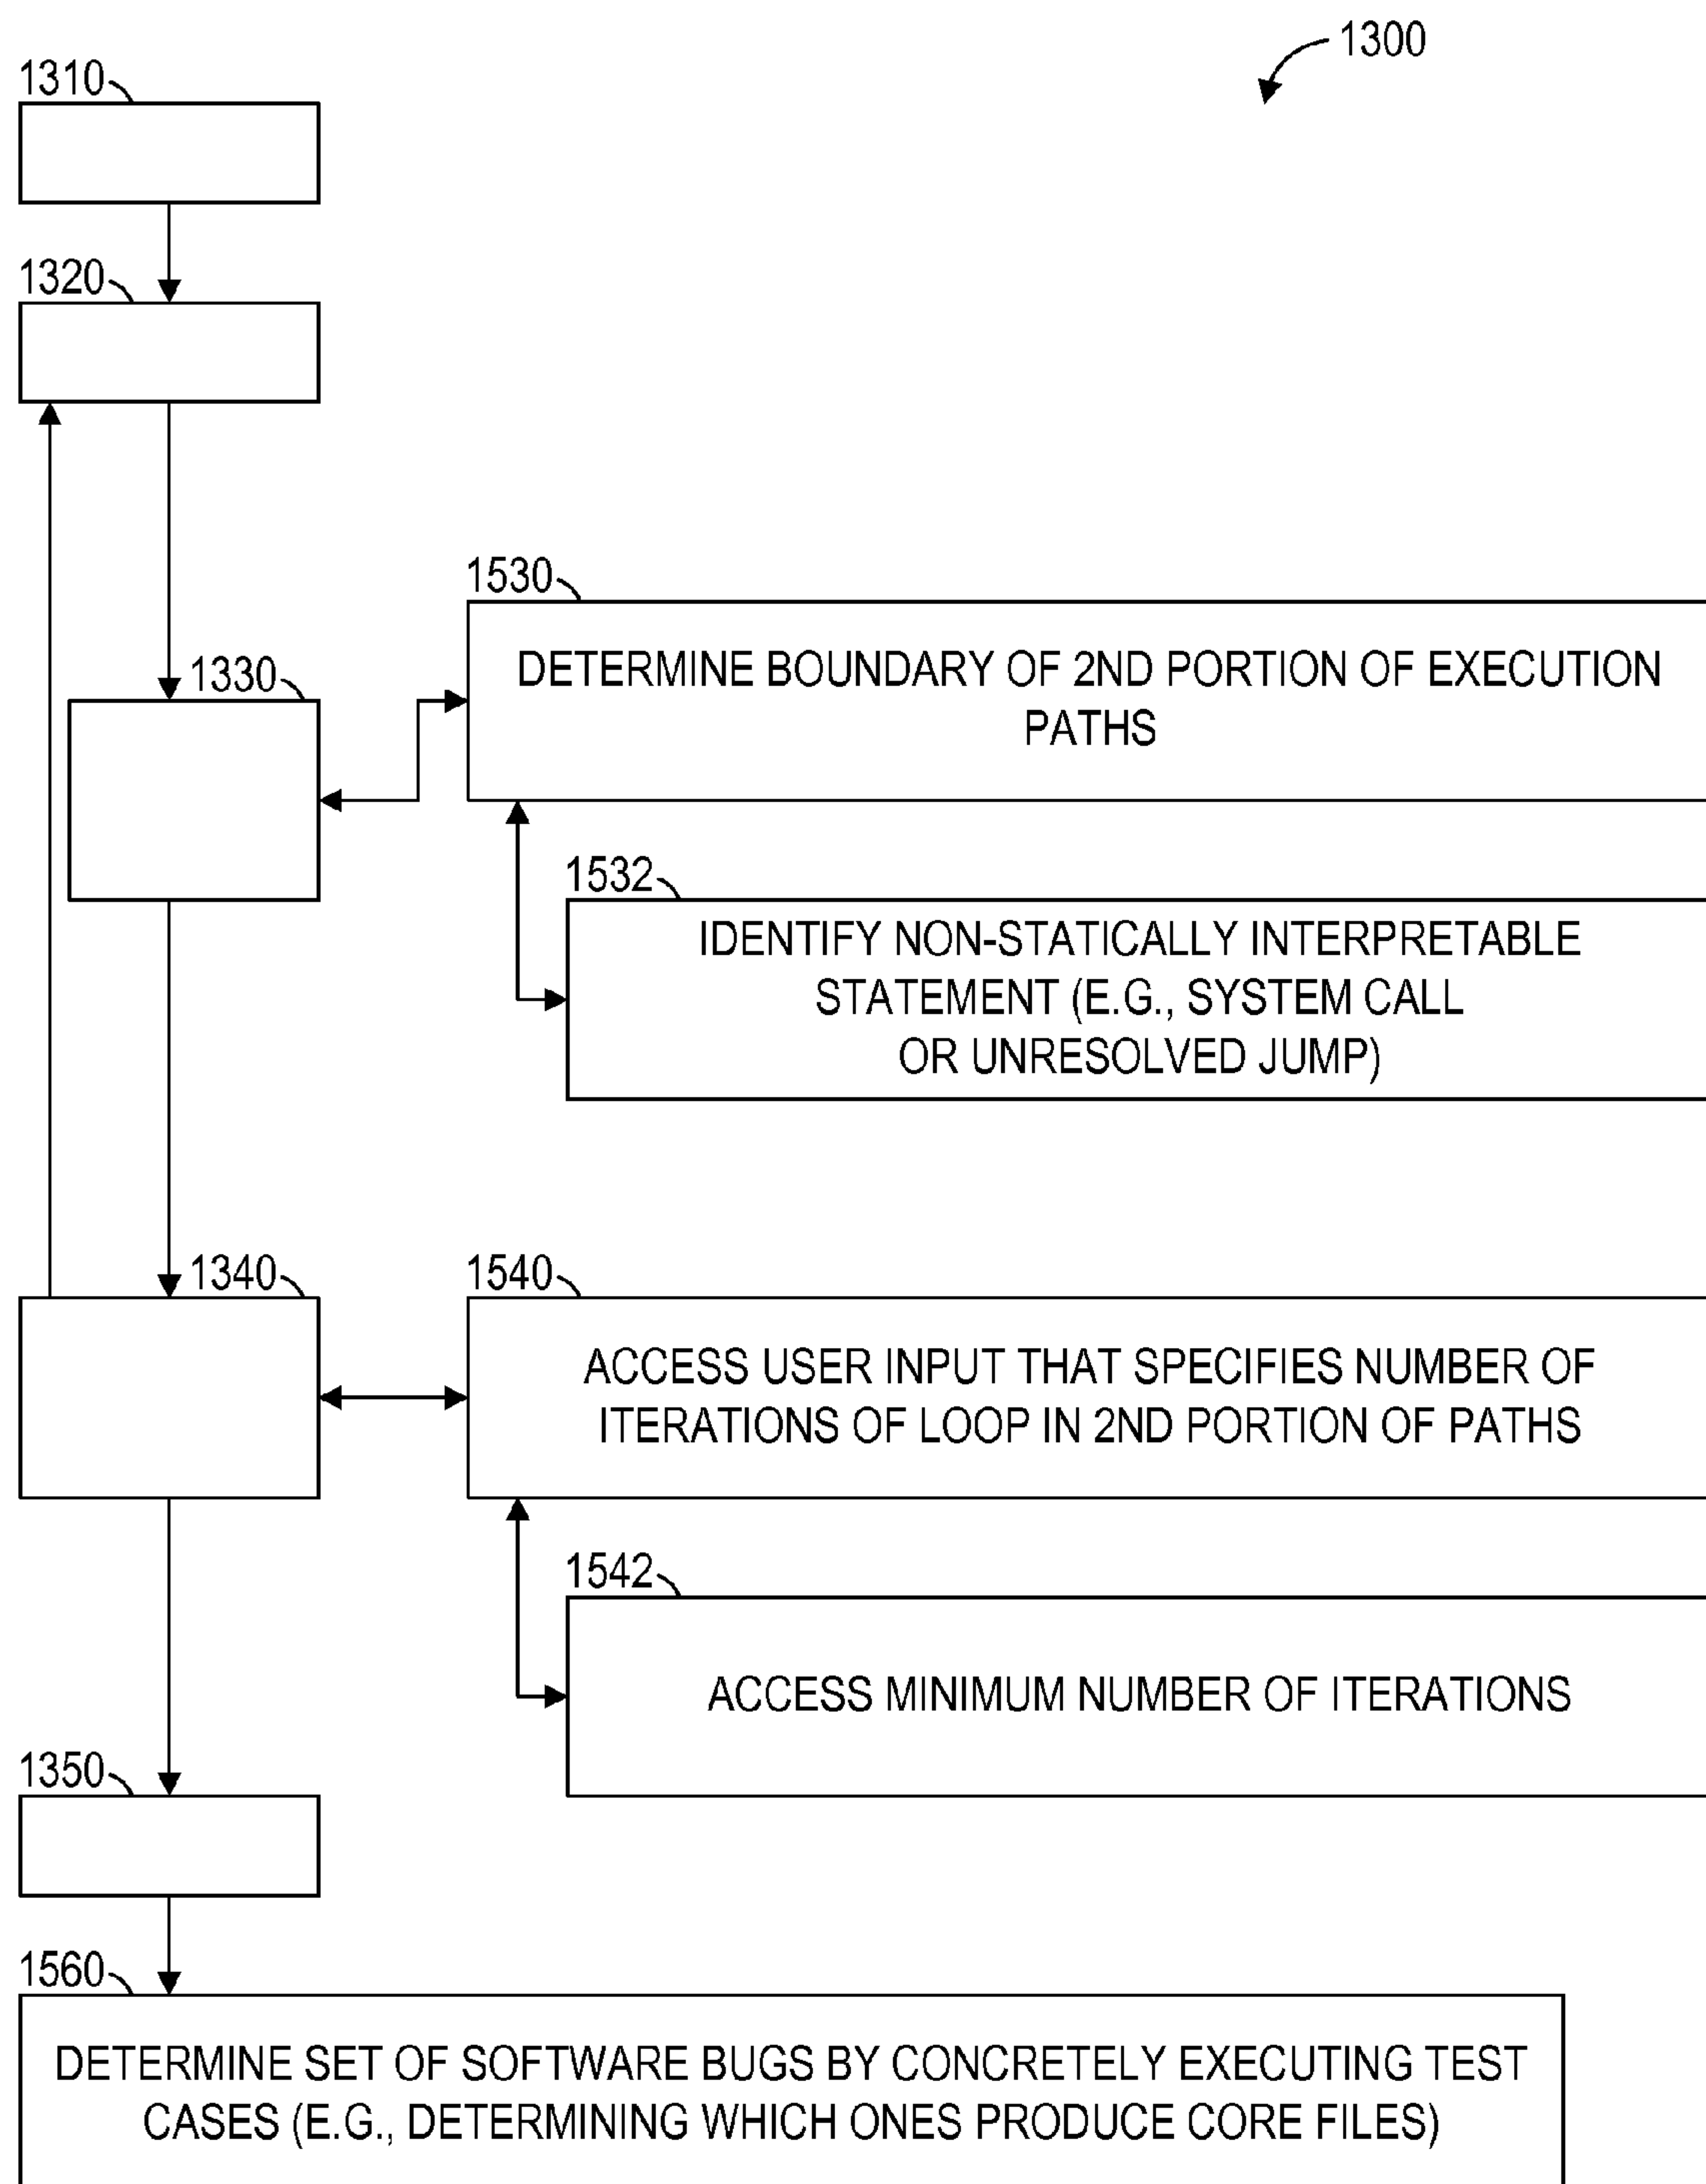 1300
1310
1320
1530
DETERMINE BOUNDARY OF 2ND PORTION OF EXECUTION
PATHS
1330
1532
IDENTIFY NON-STATICALLY INTERPRETABLE
STATEMENT (E.G., SYSTEM CALL
OR UNRESOLVED JUMP)
1340
1540
ACCESS USER INPUT THAT SPECIFIES NUMBER OF
ITERATIONS OF LOOP IN 2ND PORTION OF PATHS
1542
ACCESS MINIMUM NUMBER OF ITERATIONS
1350
1560
DETERMINE SET OF SOFTWARE BUGS BY CONCRETELY EXECUTING TEST
CASES (E.G., DETERMINING WHICH ONES PRODUCE CORE FILES)